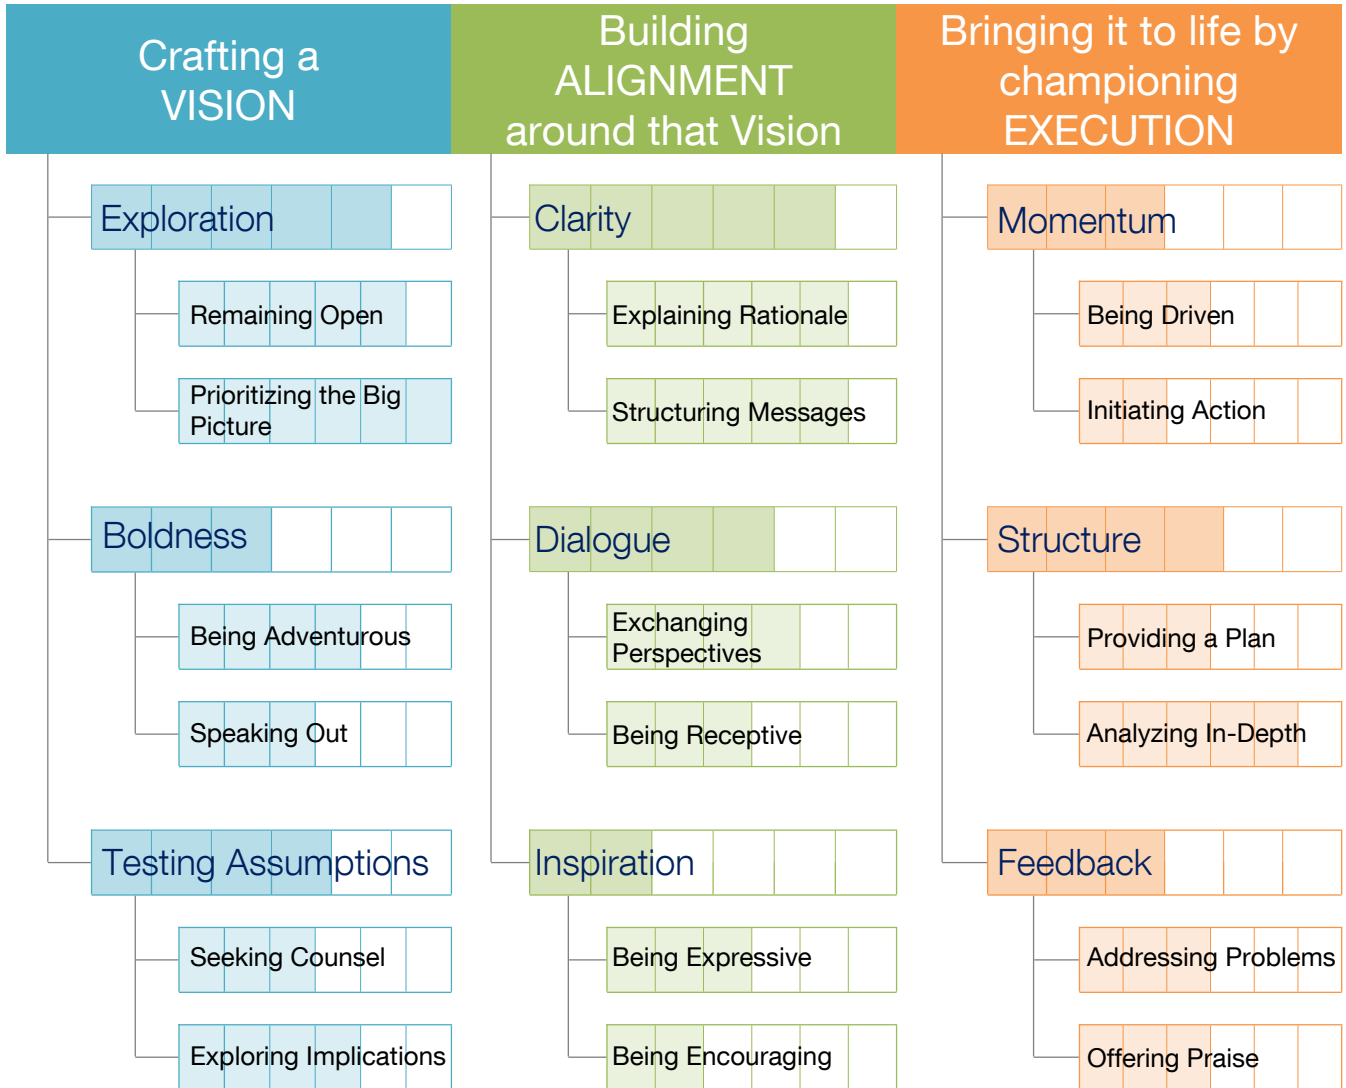 Crafting a
VISION
Building
ALIGNMENT
around that Vision
Bringing it to life by
championing
EXECUTION
Exploration
Remaining Open
Prioritizing the Big
Picture
Boldness
Being Adventurous
Speaking Out
Testing Assumptions
Seeking Counsel
Exploring Implications
Clarity
Explaining Rationale
Structuring Messages
Dialogue
Exchanging
Perspectives
Being Receptive
Inspiration
Being Expressive
Being Encouraging
Momentum
Being Driven
Initiating Action
Structure
Providing a Plan
Analyzing In-Depth
Feedback
Addressing Problems
Offering Praise